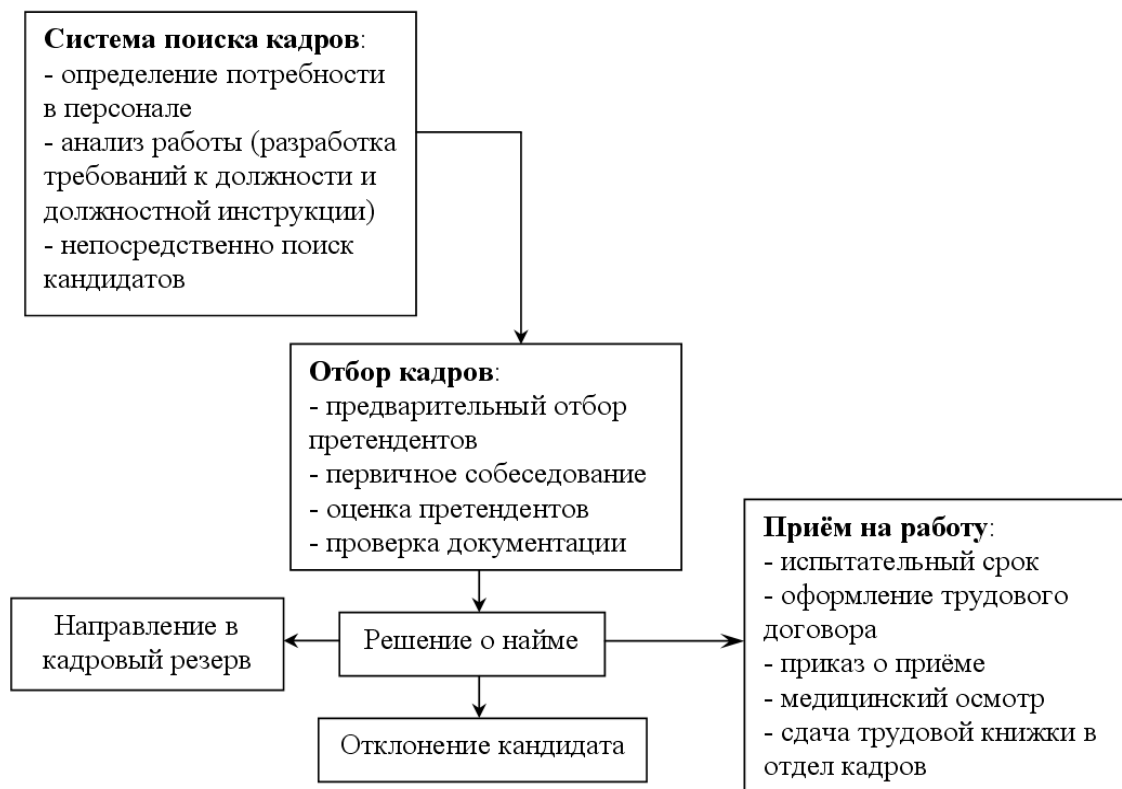 Система поиска кадров:
- определение потребности
в персонале
- анализ работы (разработка
требований к должности и
должностной инструкции)
- непосредственно поиск
кандидатов
Отбор кадров:
- предварительный отбор
претендентов
- первичное собеседование
- оценка претендентов
- проверка документации
Направление в
кадровый резерв
Решение о найме
Отклонение кандидата
Приём на работу:
- испытательный срок
- оформление трудового
договора
- приказ о приёме
- медицинский осмотр
- сдача трудовой книжки в
отдел кадров